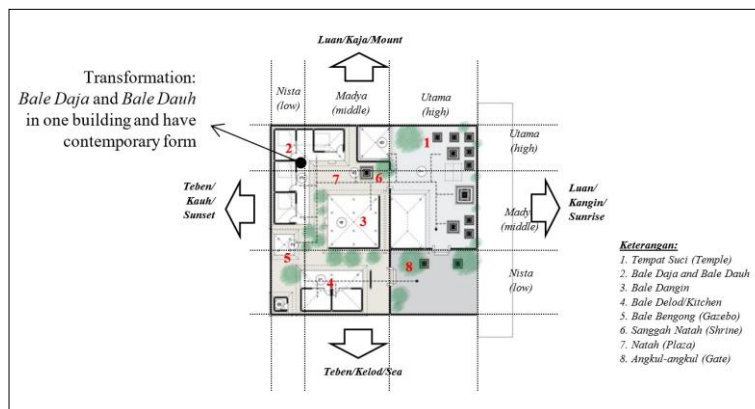 Luan/Kaja/Mount
Transformation:
Bale Daja and Bale Dauh
in one building and have
contemporary form
Nista
(low)
Madya
(middle)
Utama
(high)
Utama
(high)
Mady
(middle)
Nista
(low)
Teben/
Kauh/
Sunset
Luan/
Kangin/
Sunrise
1
2
3
4
5
6
7
8
Teben/Kelod/Sea
Keterangan:
1. Tempat Suci (Temple)
2. Bale Daja and Bale Dauh
3. Bale Dangin
4. Bale Delod/Kitchen
5. Bale Bengong (Gazebo)
6. Sanggah Natah (Shrine)
7. Natah (Plaza)
8. Angkul-angkul (Gate)